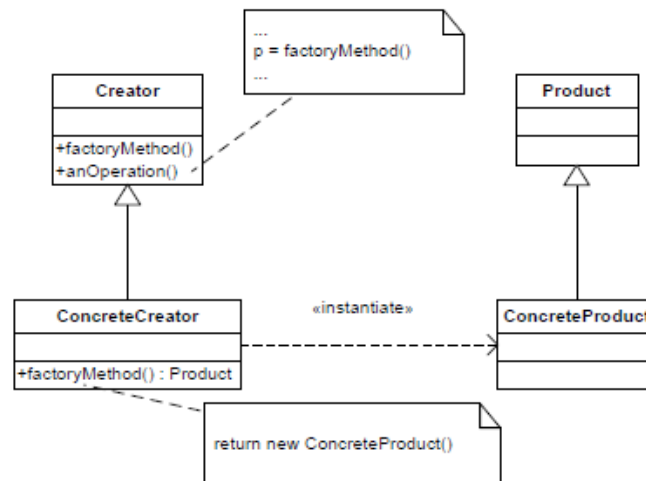 ...
p = factoryMethod()
...
Creator
+factoryMethod()
+anOperation()
Product
ConcreteCreator
+factoryMethod() : Product
«instantiate»
ConcreteProduct
return new ConcreteProduct()